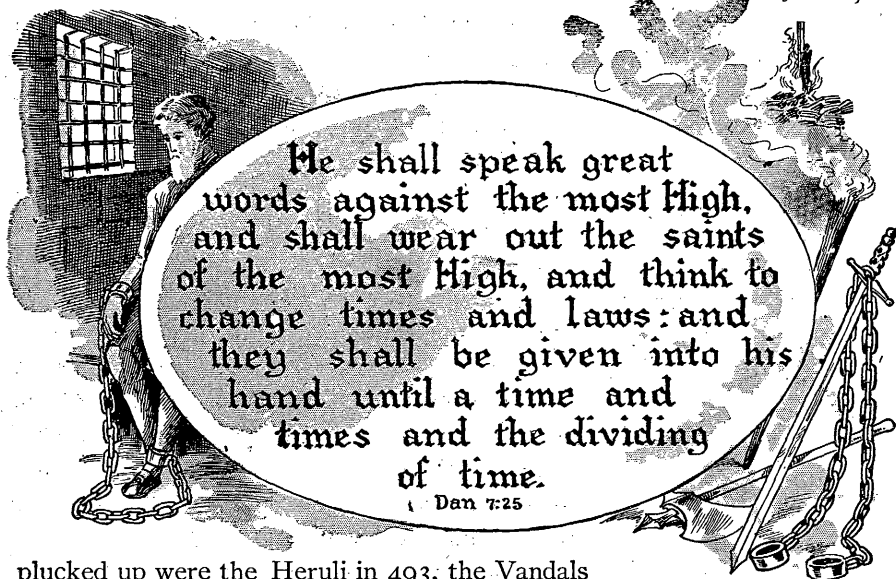 He shall speak great
words against the most High,
and shall wear out the saints
of the most High, and think to
change times and laws: and
they shall be given into his
hand until a time and
times and the dividing
of time.
Dan 7:25
plucked up were the Heruli in 493, the Vandals